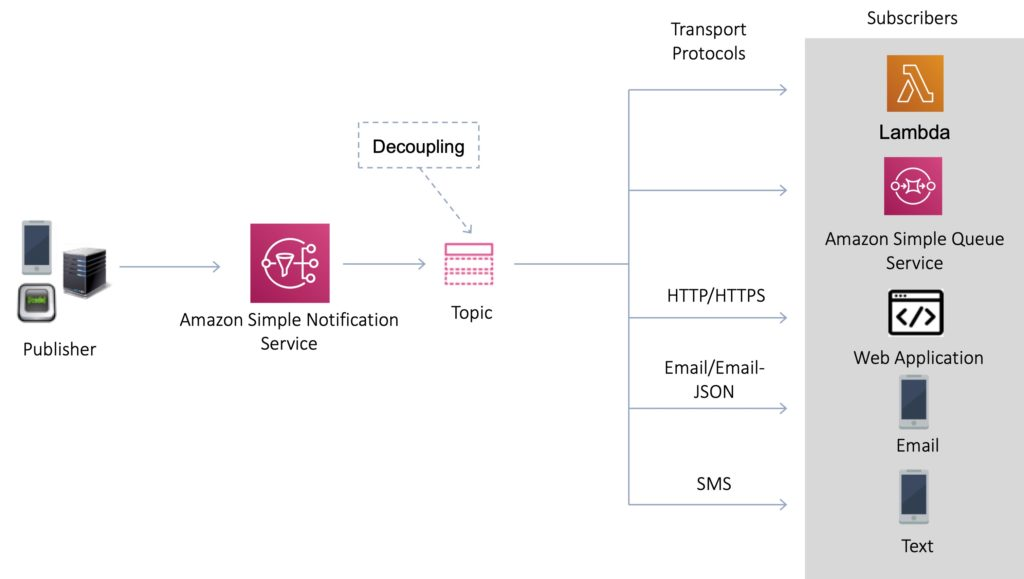 Subscribers
Transport
Protocols
Lambda
Decoupling
Amazon Simple Queue
Service
HTTP/HTTPS
Topic
Amazon Simple Notification
Service
Publisher
Web Application
Email/Email-
JSON
Email
SMS
Text